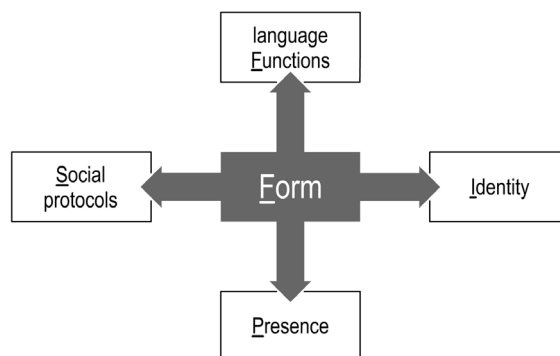 language
Functions
Social
protocols
Form
Identity
Presence